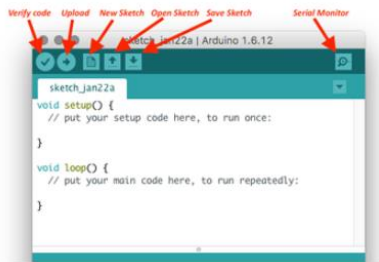 Verify code Upload New Sketch Open Sketch Save Sketch Serial Monitor
sketch_jan22a | Arduino 1.6.12
sketch_jan22a
void setup() {
// put your setup code here, to run once:
}
void loop() {
// put your main code here, to run repeatedly:
}